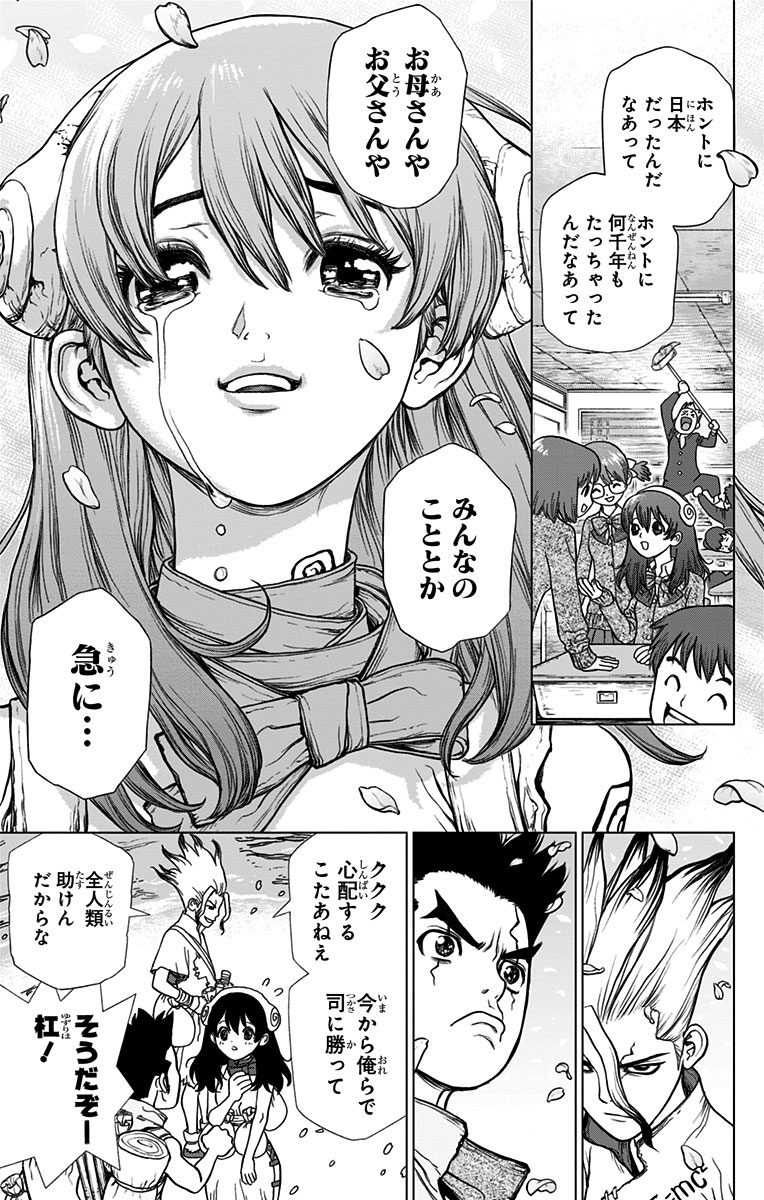 ホントに
日本
だったんだ
なあって
ホントに
何千年も
たっちゃった
んだなあって
お母さんや
お父さんや
みんなの
こととか
急に…
ククク
心配する
こたあねえ
今から俺らで
司に勝って
全人類
助けん
だからな
そうだぞー
杠！
=mc²